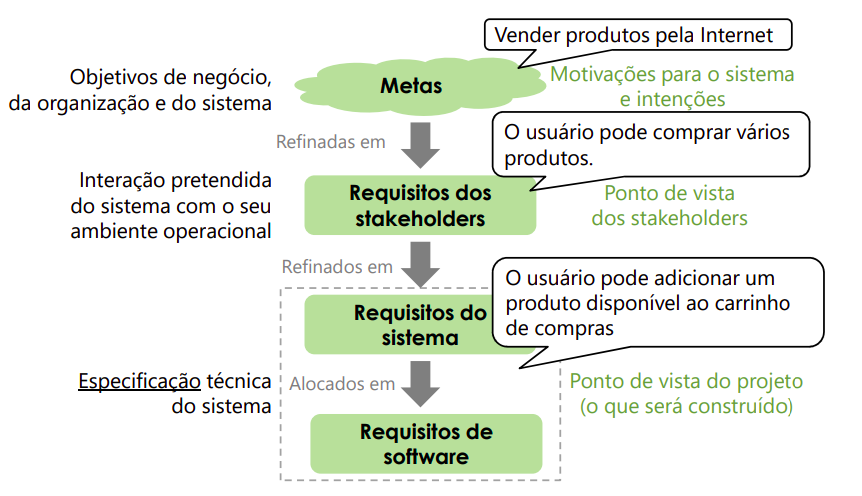 Vender produtos pela Internet
Objetivos de negócio,
da organização e do sistema
Metas
Motivações para o sistema
e intenções
Refinadas em
O usuário pode comprar vários
produtos.
Interação pretendida
do sistema com o seu
ambiente operacional
Requisitos dos
stakeholders
Ponto de vista
dos stakeholders
Refinados em
O usuário pode adicionar um
produto disponível ao carrinho
de compras
Requisitos do
sistema
Especificação técnica
do sistema
Alocados em
Ponto de vista do projeto
(o que será construído)
Requisitos de
software